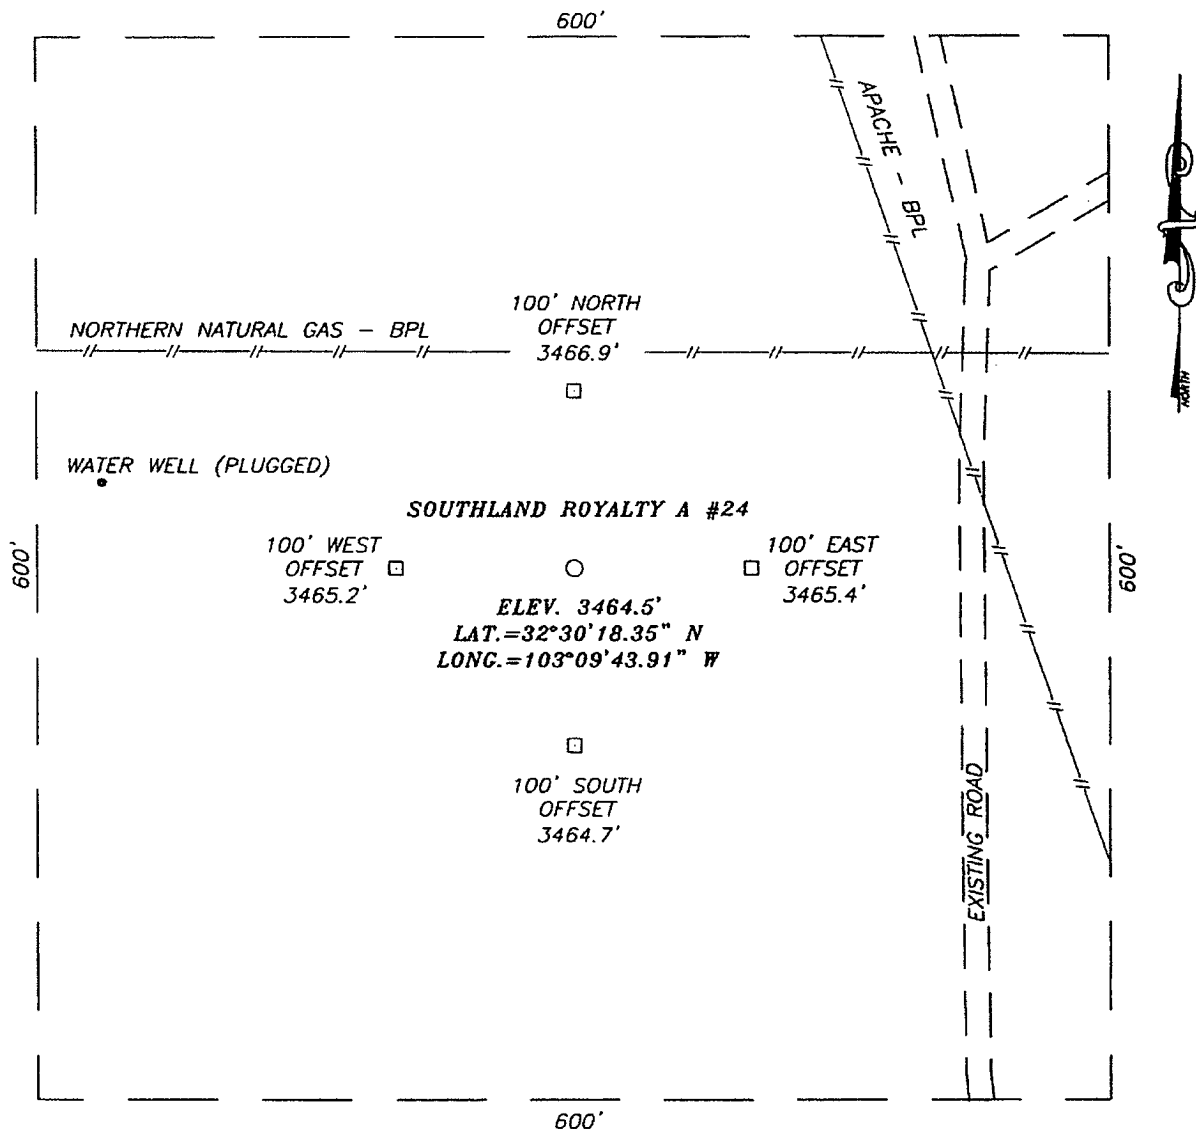 600'
APACHE - BPL
100' NORTH
OFFSET
3466.9'
NORTHERN NATURAL GAS - BPL
NORTH
WATER WELL (PLUGGED)
SOUTHLAND ROYALTY A #24
600'
100' WEST
OFFSET
3465.2'
100' EAST
OFFSET
3465.4'
600'
ELEV. 3464.5'
LAT.=32°30'18.35" N
LONG.=103°09'43.91" W
100' SOUTH
OFFSET
3464.7'
EXISTING ROAD
600'